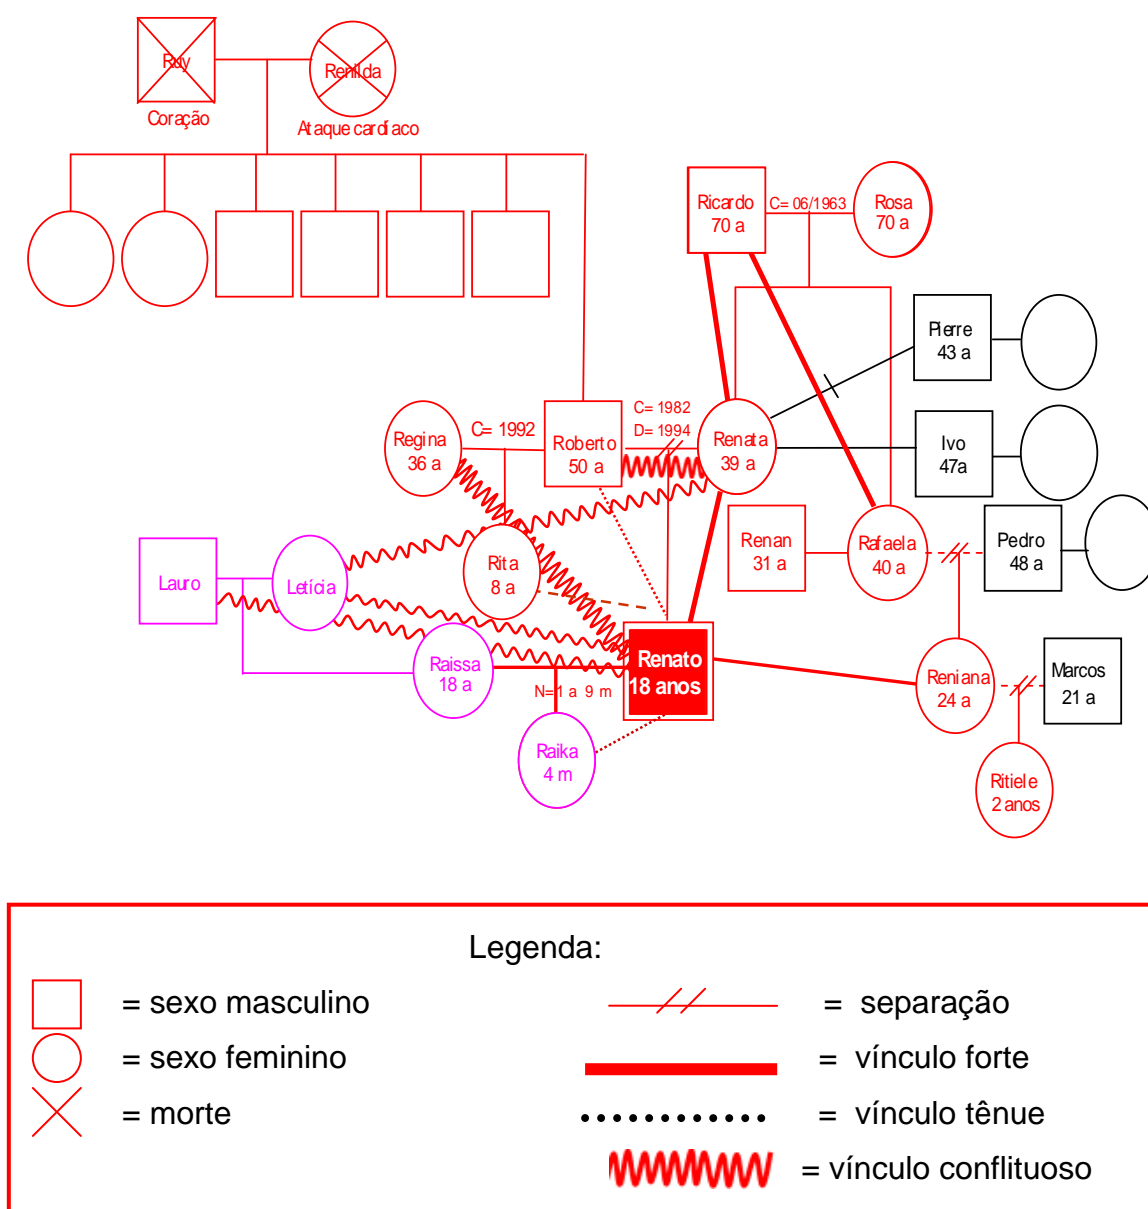 Ruy
Renilda
Coração
Ataque cardíaco
Ricardo
70 a
C= 06/1963
Rosa
70 a
Pierre
43 a
Regina
36 a
C= 1992
Roberto
50 a
C= 1982
D= 1994
Renata
39 a
Ivo
47a
Renan
31 a
Rafaela
40 a
Pedro
48 a
Lauro
Letícia
Rita
8 a
Raissa
18 a
N=1 a 9 m
Renato
18 anos
Reniana
24 a
Marcos
21 a
Raika
4 m
Ritiele
2 anos
Legenda:
= sexo masculino
= separação
= sexo feminino
= vínculo forte
= morte
= vínculo tênue
= vínculo conflituoso